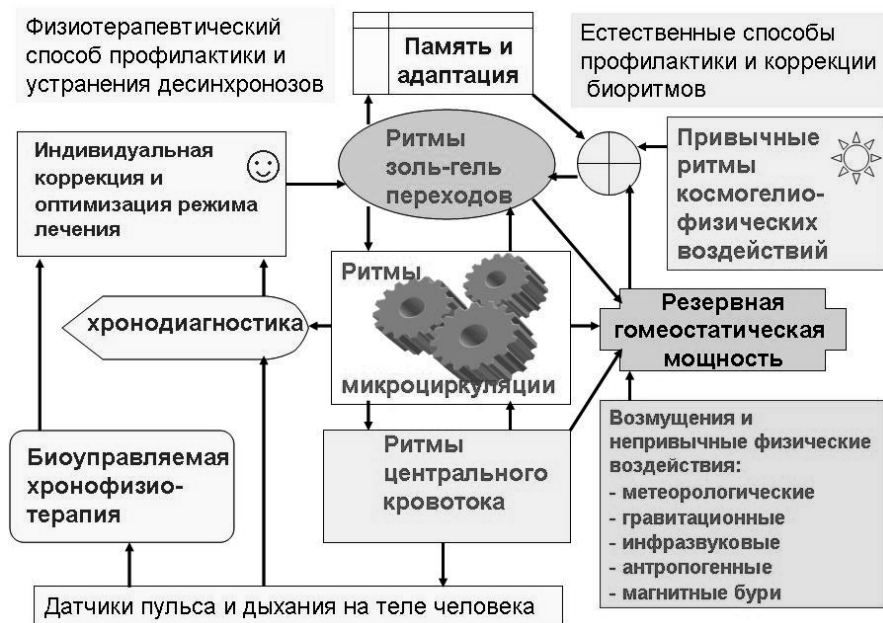 Физиотерапевтический
способ профилактики и
устранения десинхронозов
Память и
адаптация
Естественные способы
профилактики и коррекции
биоритмов
Индивидуальная
коррекция и
оптимизация режима
лечения
Ритмы
золь-гель
переходов
Привычные
ритмы
космогелио-
физических
воздействий
хронодиагностика
Ритмы
микроциркуляции
Резервная
гомеостатическая
мощность
Биоуправляемая
хронофизио-
терапия
Ритмы
центрального
кровотока
Возмущения и
непривычные физические
воздействия:
- метеорологические
- гравитационные
- инфразвуковые
- антропогенные
- магнитные бури
Датчики пульса и дыхания на теле человека